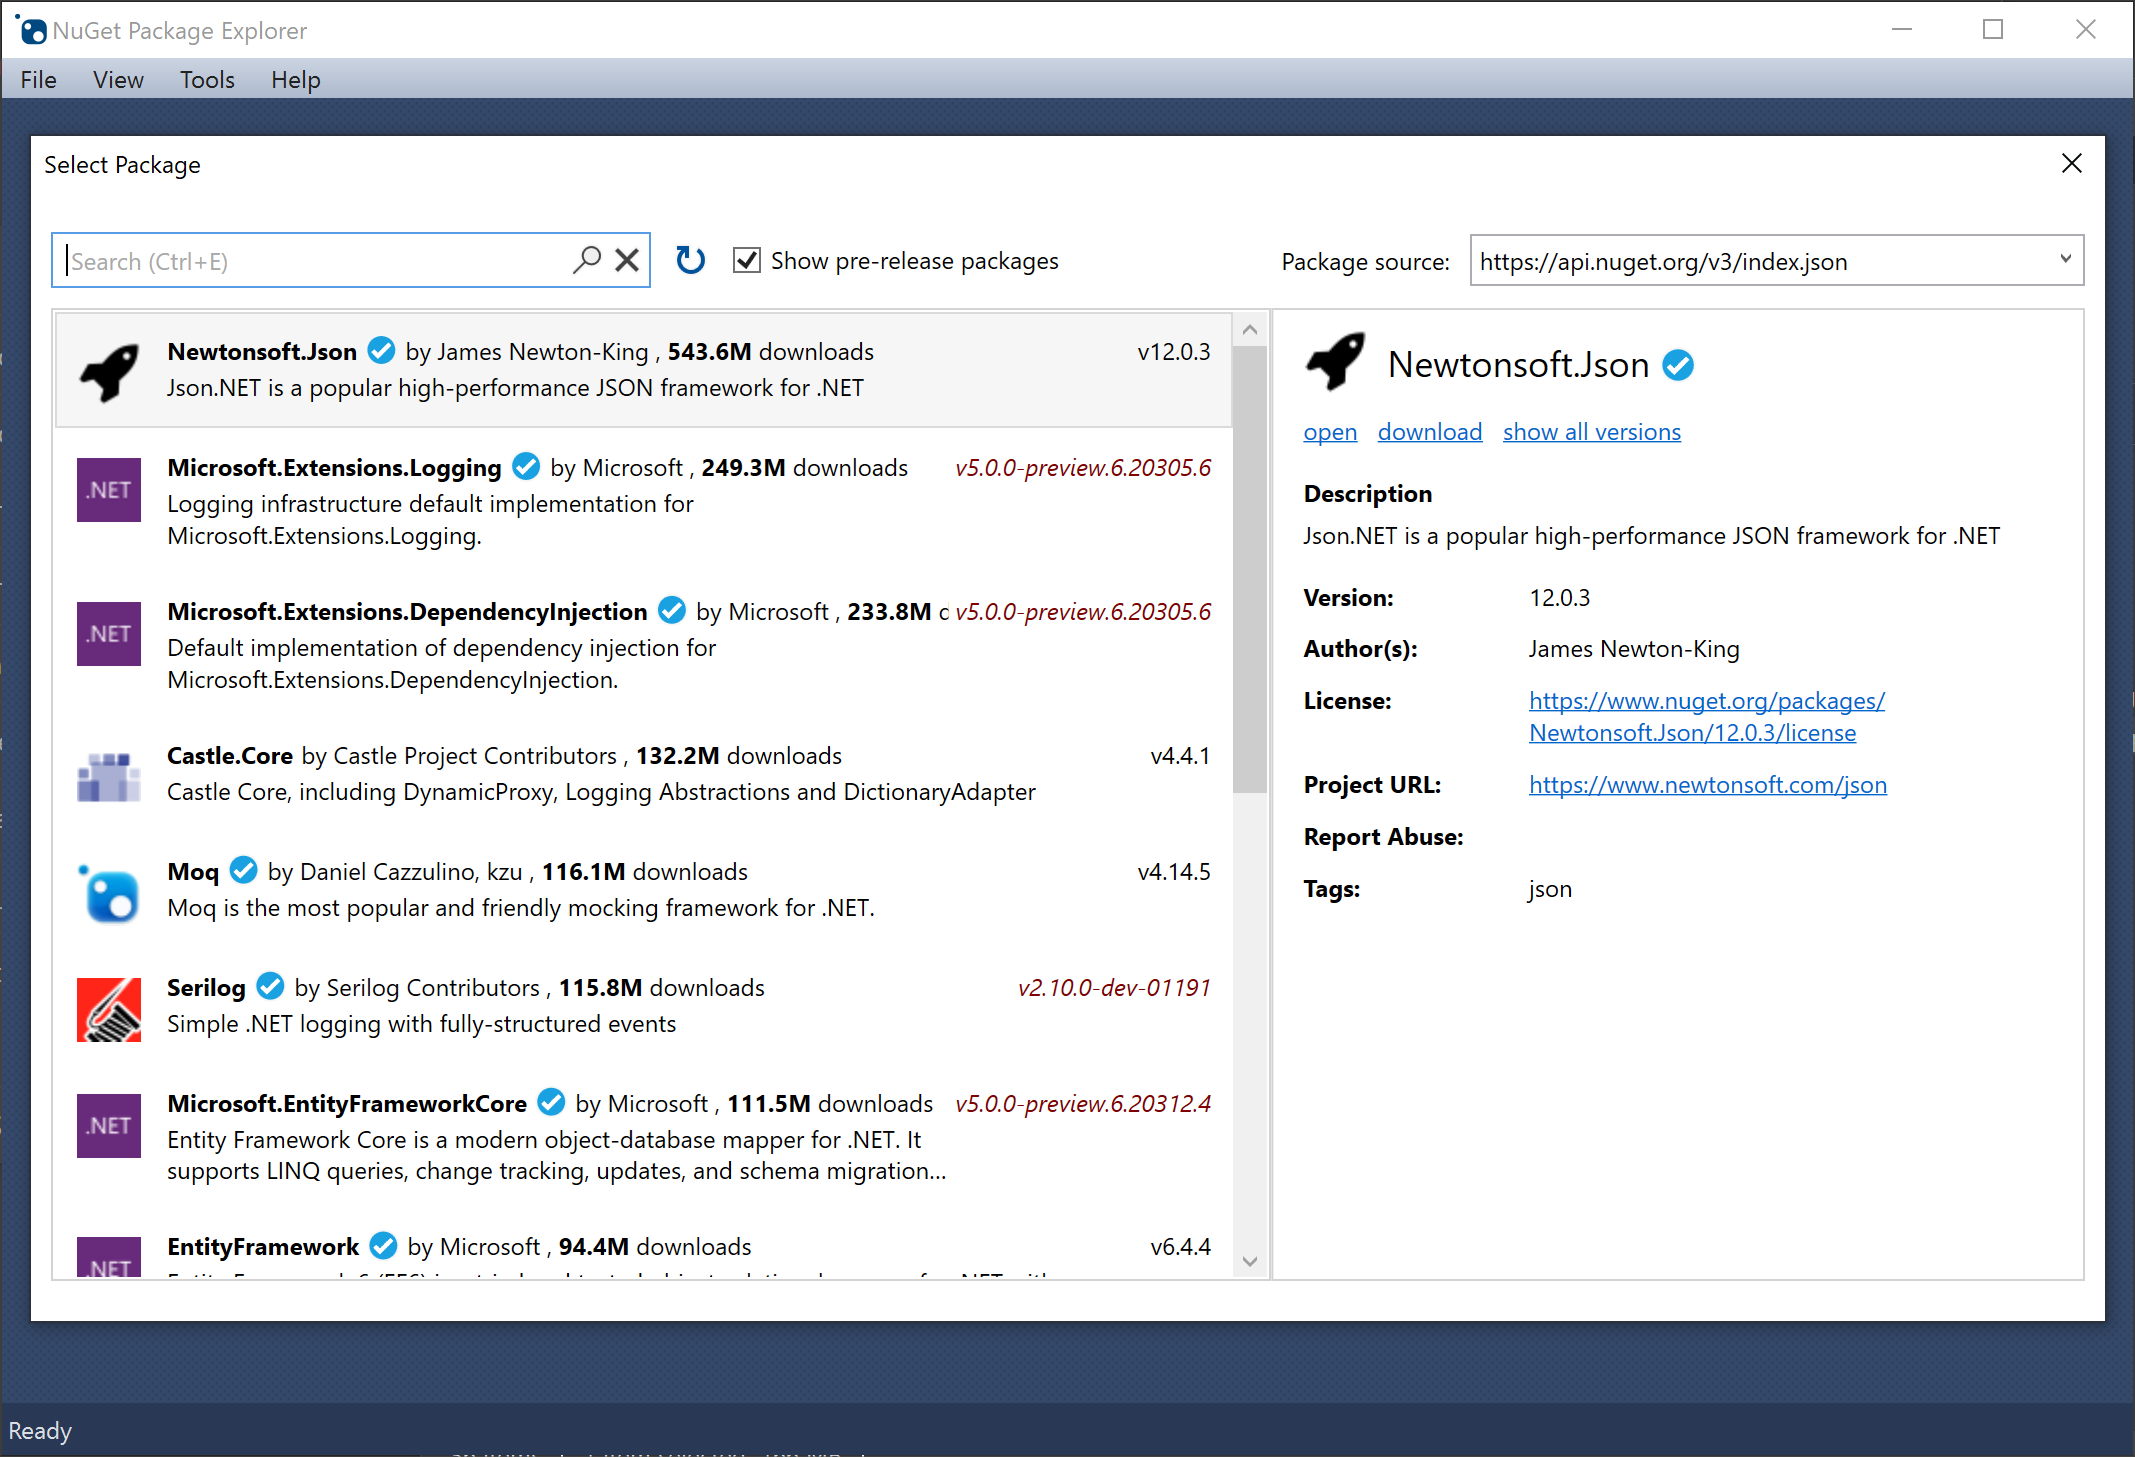 NuGet Package Explorer
File View Tools Help
Select Package
Search (Ctrl+E)
Show pre-release packages
Package source: https://api.nuget.org/v3/index.json
Newtonsoft.Json by James Newton-King , 543.6M downloads v12.0.3
Json.NET is a popular high-performance JSON framework for .NET
.NET
Microsoft.Extensions.Logging by Microsoft , 249.3M downloads v5.0.0-preview.6.20305.6
Logging infrastructure default implementation for
Microsoft.Extensions.Logging.
.NET
Microsoft.Extensions.DependencyInjection by Microsoft , 233.8M d v5.0.0-preview.6.20305.6
Default implementation of dependency injection for
Microsoft.Extensions.DependencyInjection.
Castle.Core by Castle Project Contributors , 132.2M downloads v4.4.1
Castle Core, including DynamicProxy, Logging Abstractions and DictionaryAdapter
Moq by Daniel Cazzulino, kzu , 116.1M downloads v4.14.5
Moq is the most popular and friendly mocking framework for .NET.
Serilog by Serilog Contributors , 115.8M downloads v2.10.0-dev-01191
Simple .NET logging with fully-structured events
.NET
Microsoft.EntityFrameworkCore by Microsoft , 111.5M downloads v5.0.0-preview.6.20312.4
Entity Framework Core is a modern object-database mapper for .NET. It
supports LINQ queries, change tracking, updates, and schema migration...
.NET
EntityFramework by Microsoft , 94.4M downloads v6.4.4
Newtonsoft.Json
open download show all versions
Description
Json.NET is a popular high-performance JSON framework for .NET
Version: 12.0.3
Author(s): James Newton-King
License: https://www.nuget.org/packages/
Newtonsoft.Json/12.0.3/license
Project URL: https://www.newtonsoft.com/json
Report Abuse:
Tags: json
Ready